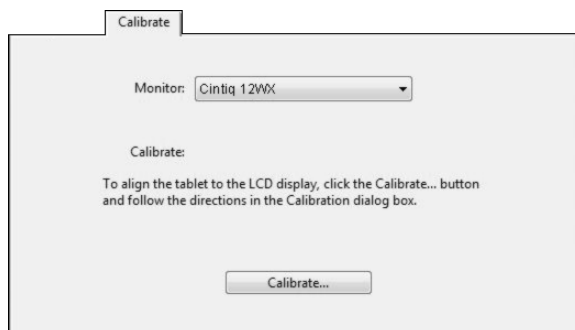 Calibrate
Monitor: Cintiq 12WX
Calibrate:
To align the tablet to the LCD display, click the Calibrate... button
and follow the directions in the Calibration dialog box.
Calibrate...